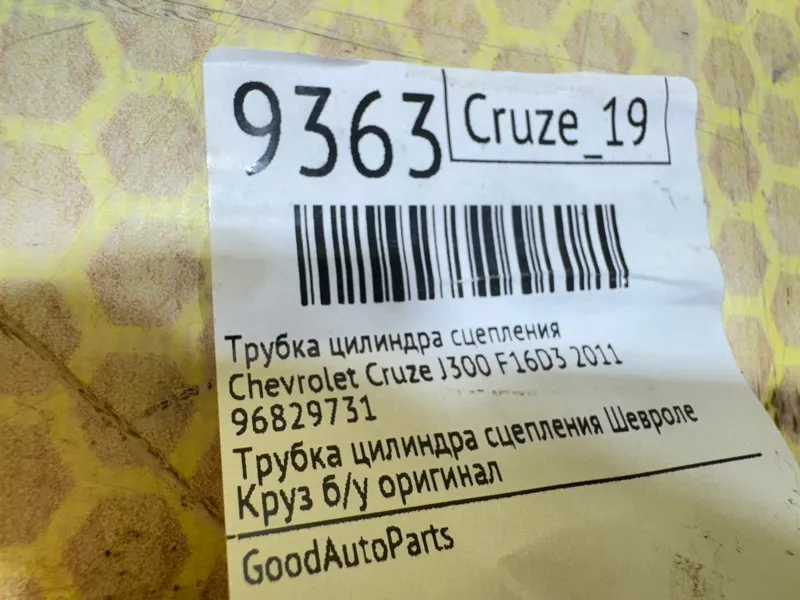 9363
Cruze_19
Трубка цилиндра сцепления
Chevrolet Cruze J300 F16D3 2011
96829731
Трубка цилиндра сцепления Шевроле
Круз б/у оригинал
GoodAutoParts